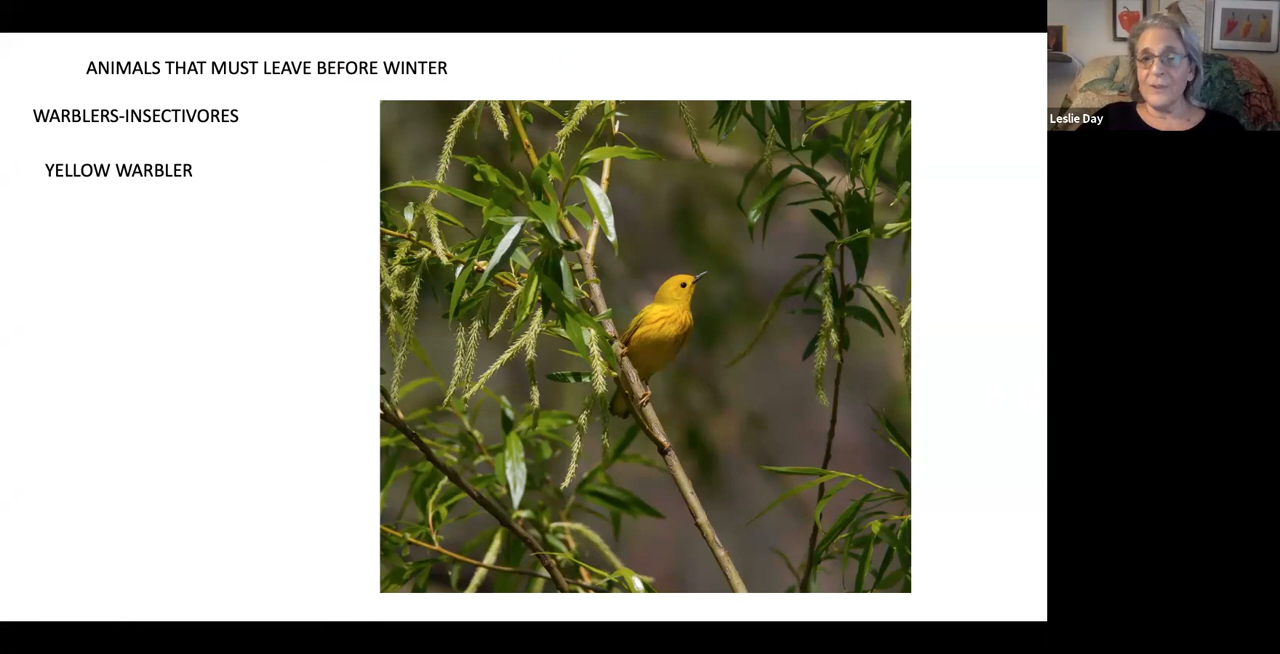 ANIMALS THAT MUST LEAVE BEFORE WINTER
WARBLERS-INSECTIVORES
YELLOW WARBLER
Leslie Day